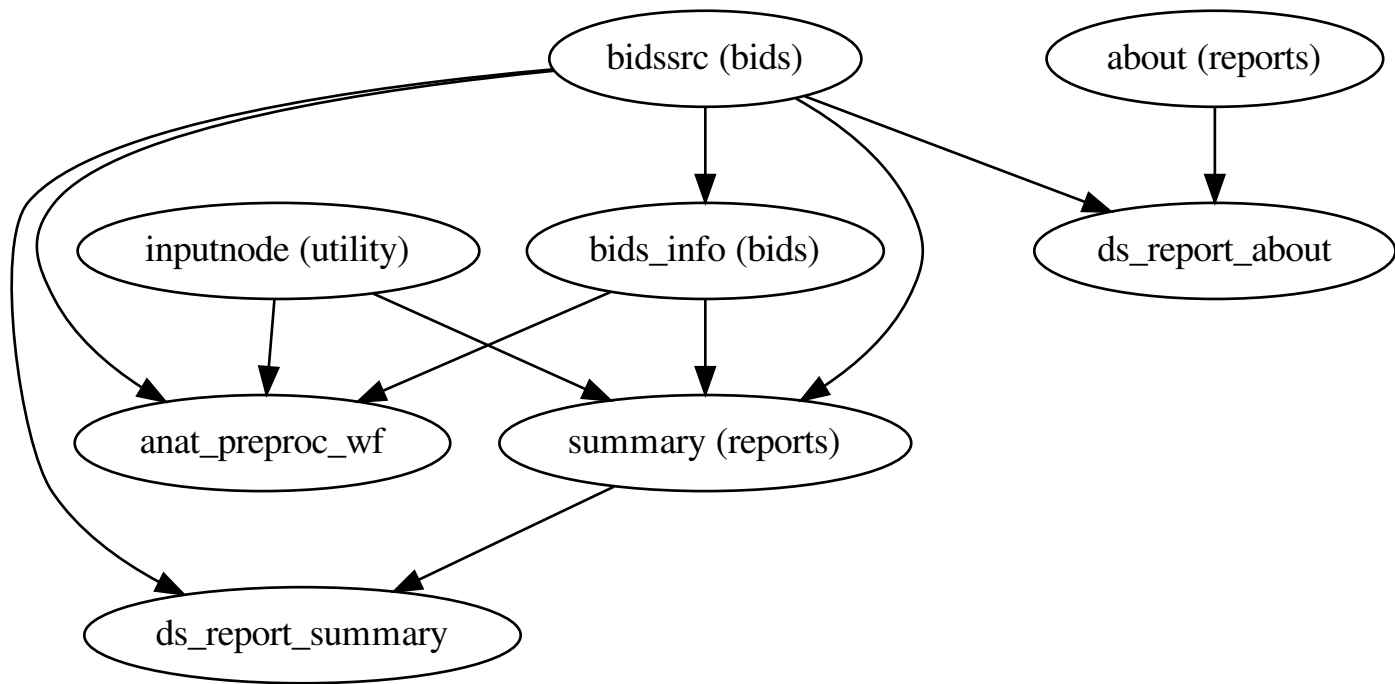 bidssrc (bids)
about (reports)
inputnode (utility)
bids_info (bids)
ds_report_about
anat_preproc_wf
summary (reports)
ds_report_summary